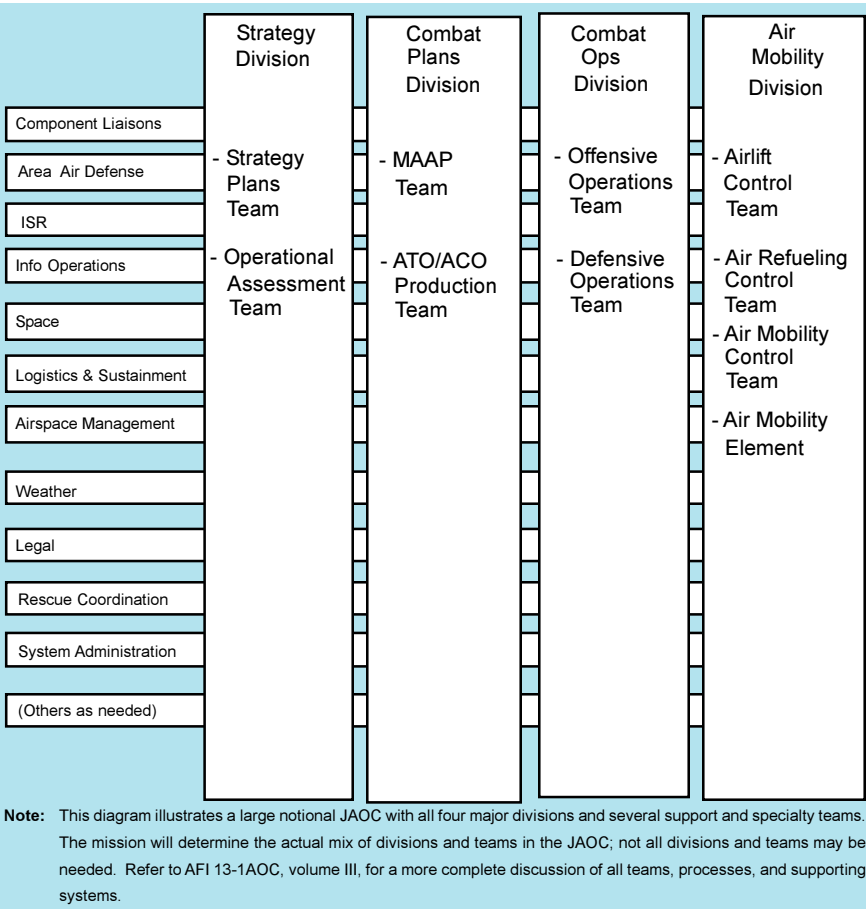 Strategy
Division
Combat
Plans
Division
Combat
Ops
Division
Air
Mobility
Division
Component Liaisons
Area Air Defense
ISR
Info Operations
Space
Logistics & Sustainment
Airspace Management
Weather
Legal
Rescue Coordination
System Administration
(Others as needed)
- Strategy
Plans
Team
- Operational
Assessment
Team
- MAAP
Team
- ATO/ACO
Production
Team
- Offensive
Operations
Team
- Defensive
Operations
Team
- Airlift
Control
Team
- Air Refueling
Control
Team
- Air Mobility
Control
Team
- Air Mobility
Element
Note: This diagram illustrates a large notional JAOC with all four major divisions and several support and specialty teams.
The mission will determine the actual mix of divisions and teams in the JAOC; not all divisions and teams may be
needed. Refer to AFI 13-1AOC, volume III, for a more complete discussion of all teams, processes, and supporting
systems.